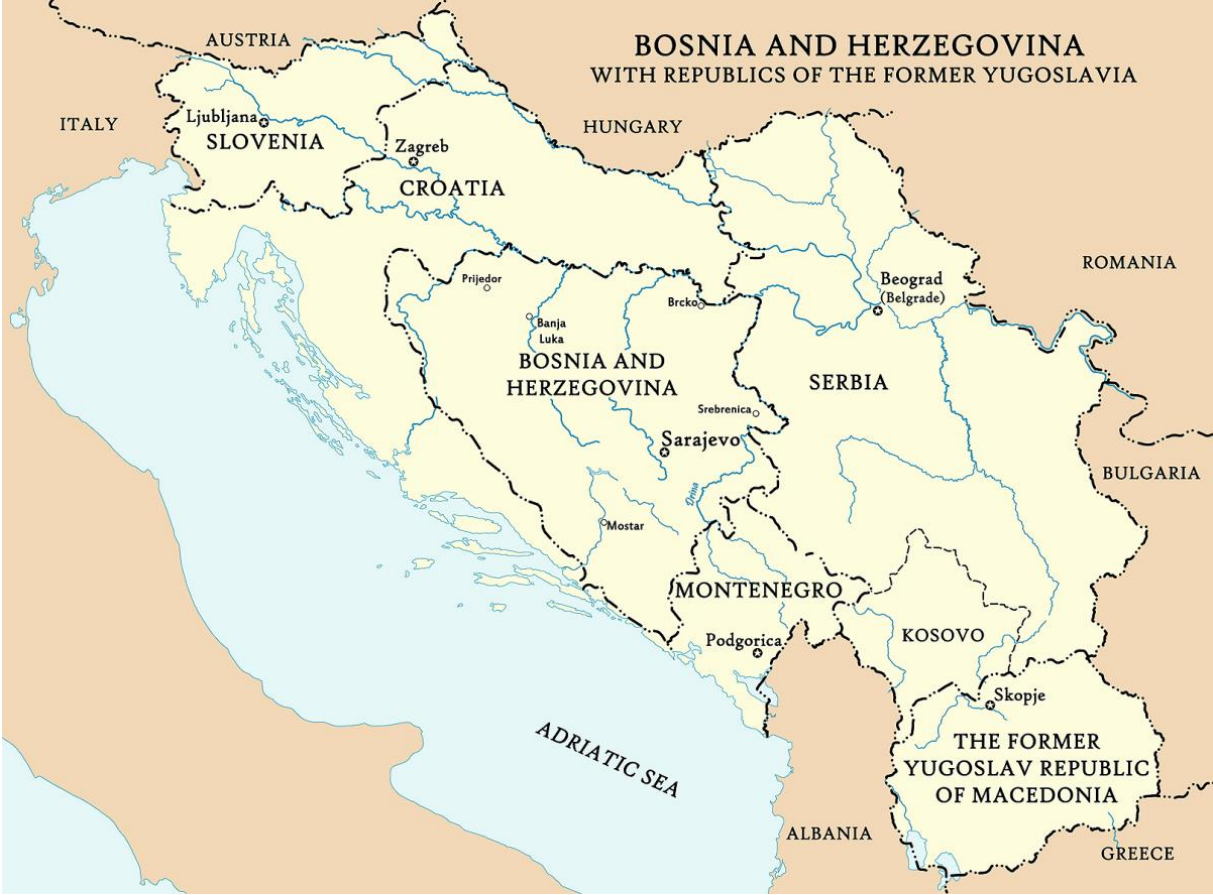 BOSNIA AND HERZEGOVINA
WITH REPUBLICS OF THE FORMER YUGOSLAVIA
AUSTRIA
ITALY
Ljubljana
SLOVENIA
HUNGARY
Zagreb
CROATIA
ROMANIA
Beograd
(Belgrade)
Prijedor
Brcko
Banja
Luka
BOSNIA AND
HERZEGOVINA
SERBIA
Srebrenica
Sarajevo
BULGARIA
Drina
Mostar
MONTENEGRO
KOSOVO
Podgorica
Skopje
ADRIATIC SEA
THE FORMER
YUGOSLAV REPUBLIC
OF MACEDONIA
ALBANIA
GREECE